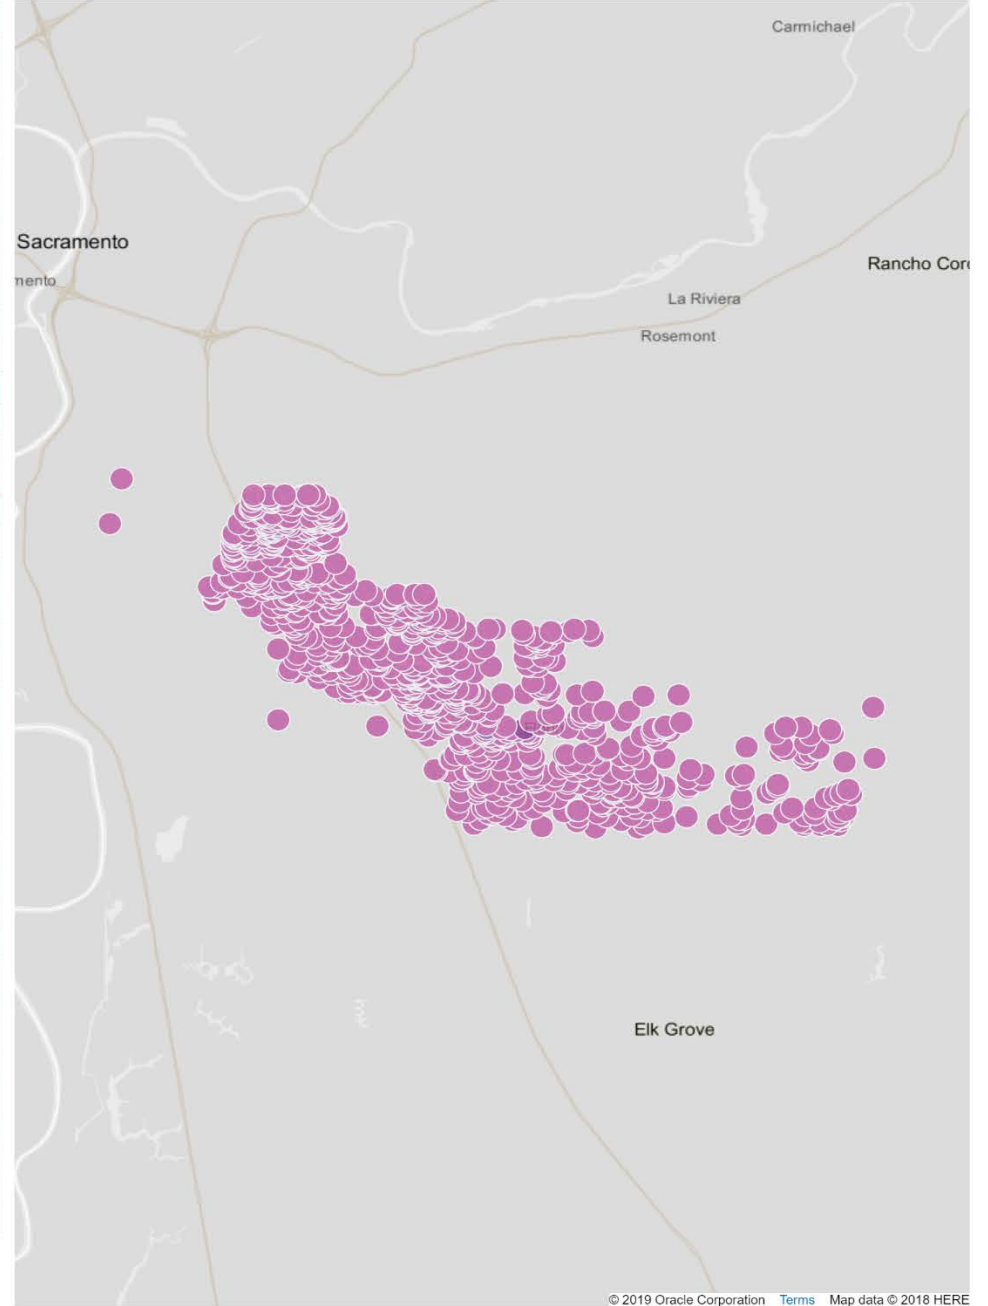 Carmichael
Sacramento
mento
Rancho Cor
La Riviera
Rosemont
Elk Grove
© 2019 Oracle Corporation Terms Map data © 2018 HERE